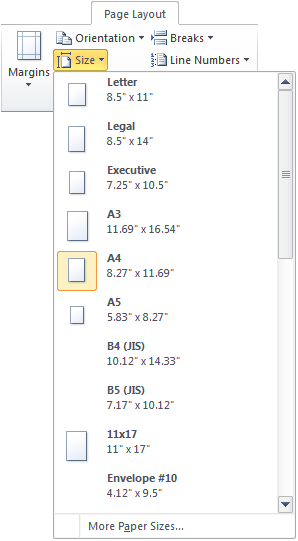 Page Layout
Orientation
Breaks
Margins
Size
Line Numbers
Letter
8.5" x 11"
Legal
8.5" x 14"
Executive
7.25" x 10.5"
A3
11.69" x 16.54"
A4
8.27" x 11.69"
A5
5.83" x 8.27"
B4 (JIS)
10.12" x 14.33"
B5 (JIS)
7.17" x 10.12"
11x17
11" x 17"
Envelope #10
4.12" x 9.5"
More Paper Sizes...